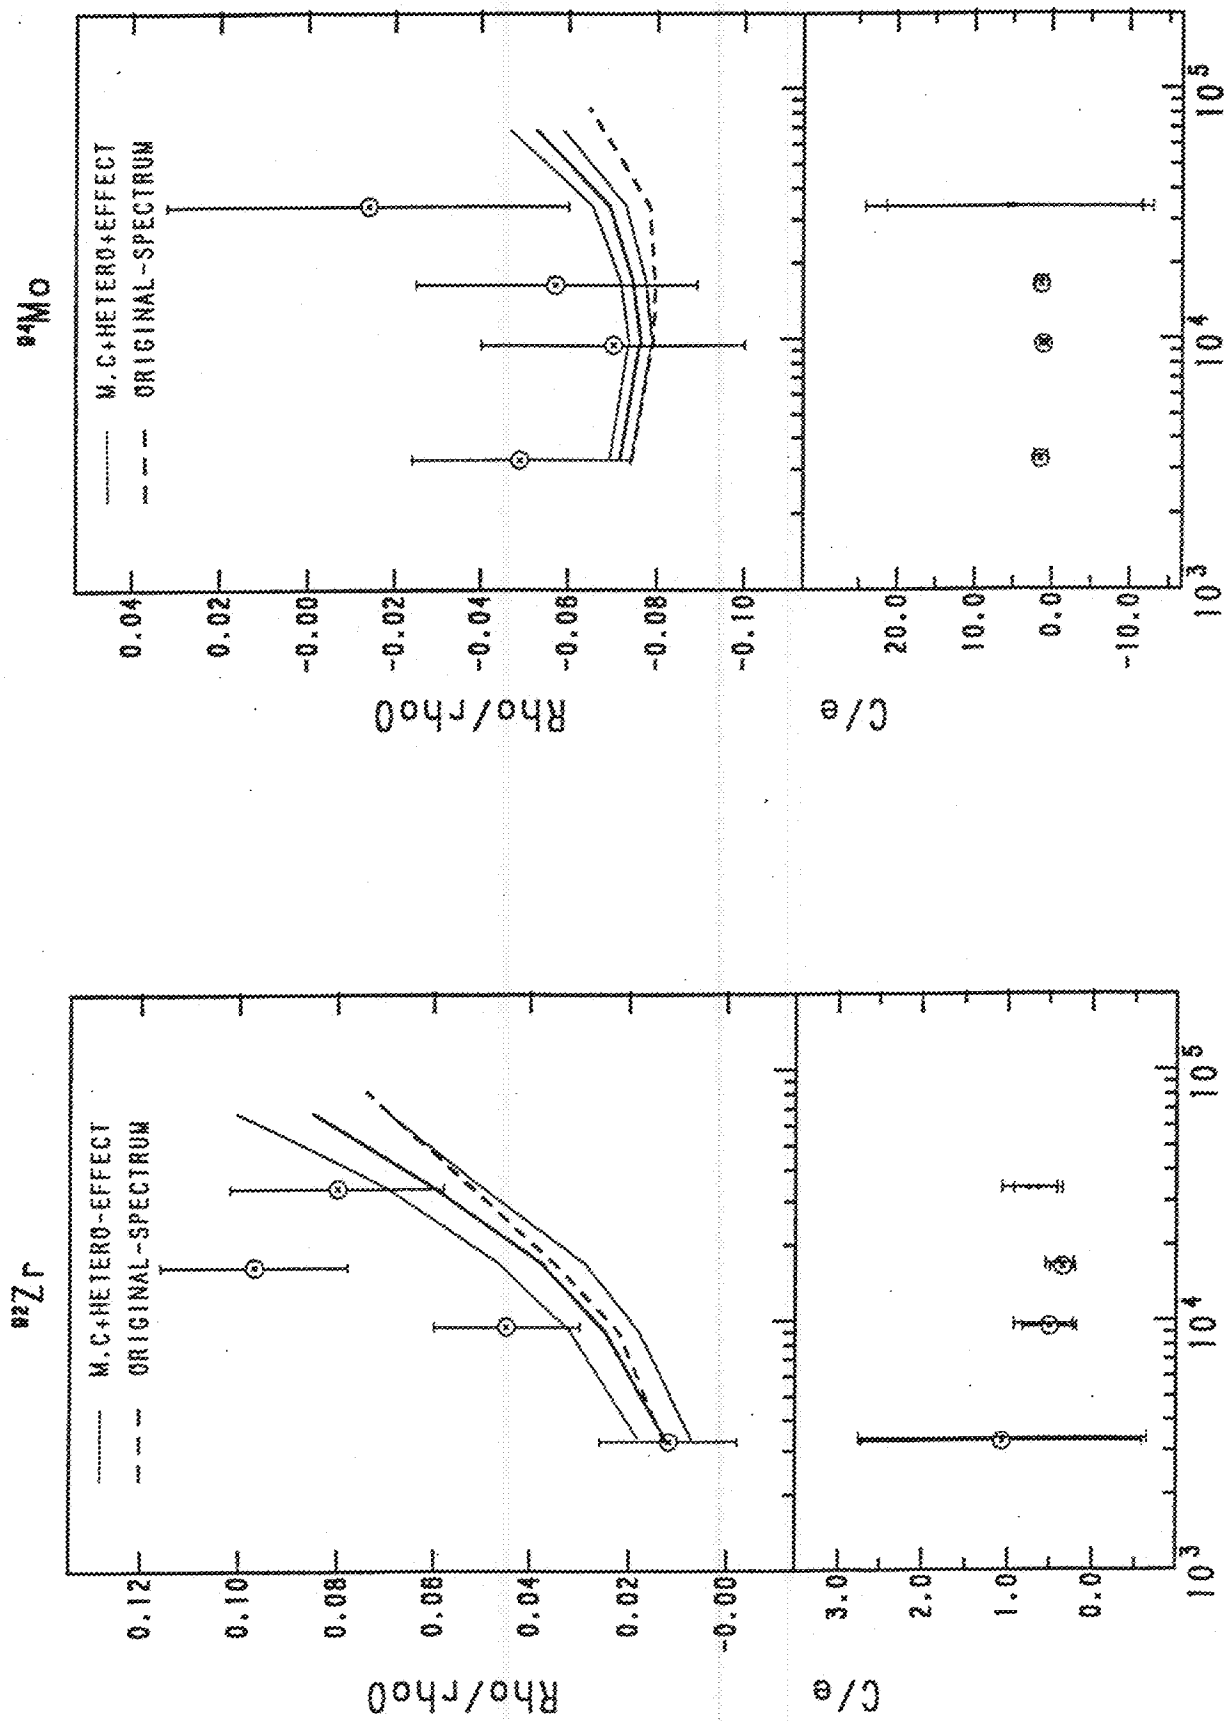 ⁹²Zr
M.C+HETERO-EFFECT
ORIGINAL-SPECTRUM
Rho/rho0
0.12
0.10
0.08
0.06
0.04
0.02
-0.00
C/e
3.0
2.0
1.0
0.0
10³
10⁴
10⁵
⁹⁴Mo
M.C+HETERO+EFFECT
ORIGINAL-SPECTRUM
Rho/rho0
0.04
0.02
-0.00
-0.02
-0.04
-0.06
-0.08
-0.10
C/e
20.0
10.0
0.0
-10.0
10³
10⁴
10⁵